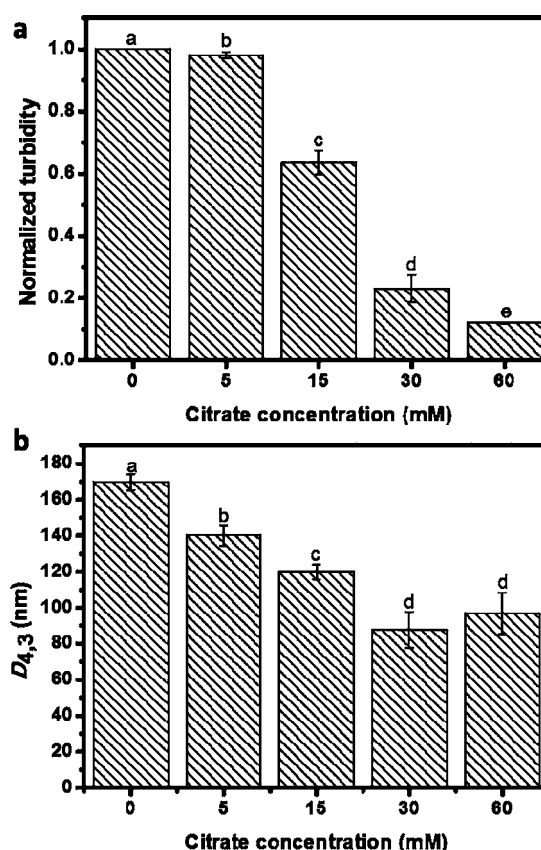 a
1.0
0.8
0.6
0.4
0.2
0.0
Normalized turbidity
a
b
c
d
e
0 5 15 30 60
Citrate concentration (mM)
b
180
160
140
120
100
80
60
40
20
0
D4,3 (nm)
a
b
c
d
d
0 5 15 30 60
Citrate concentration (mM)